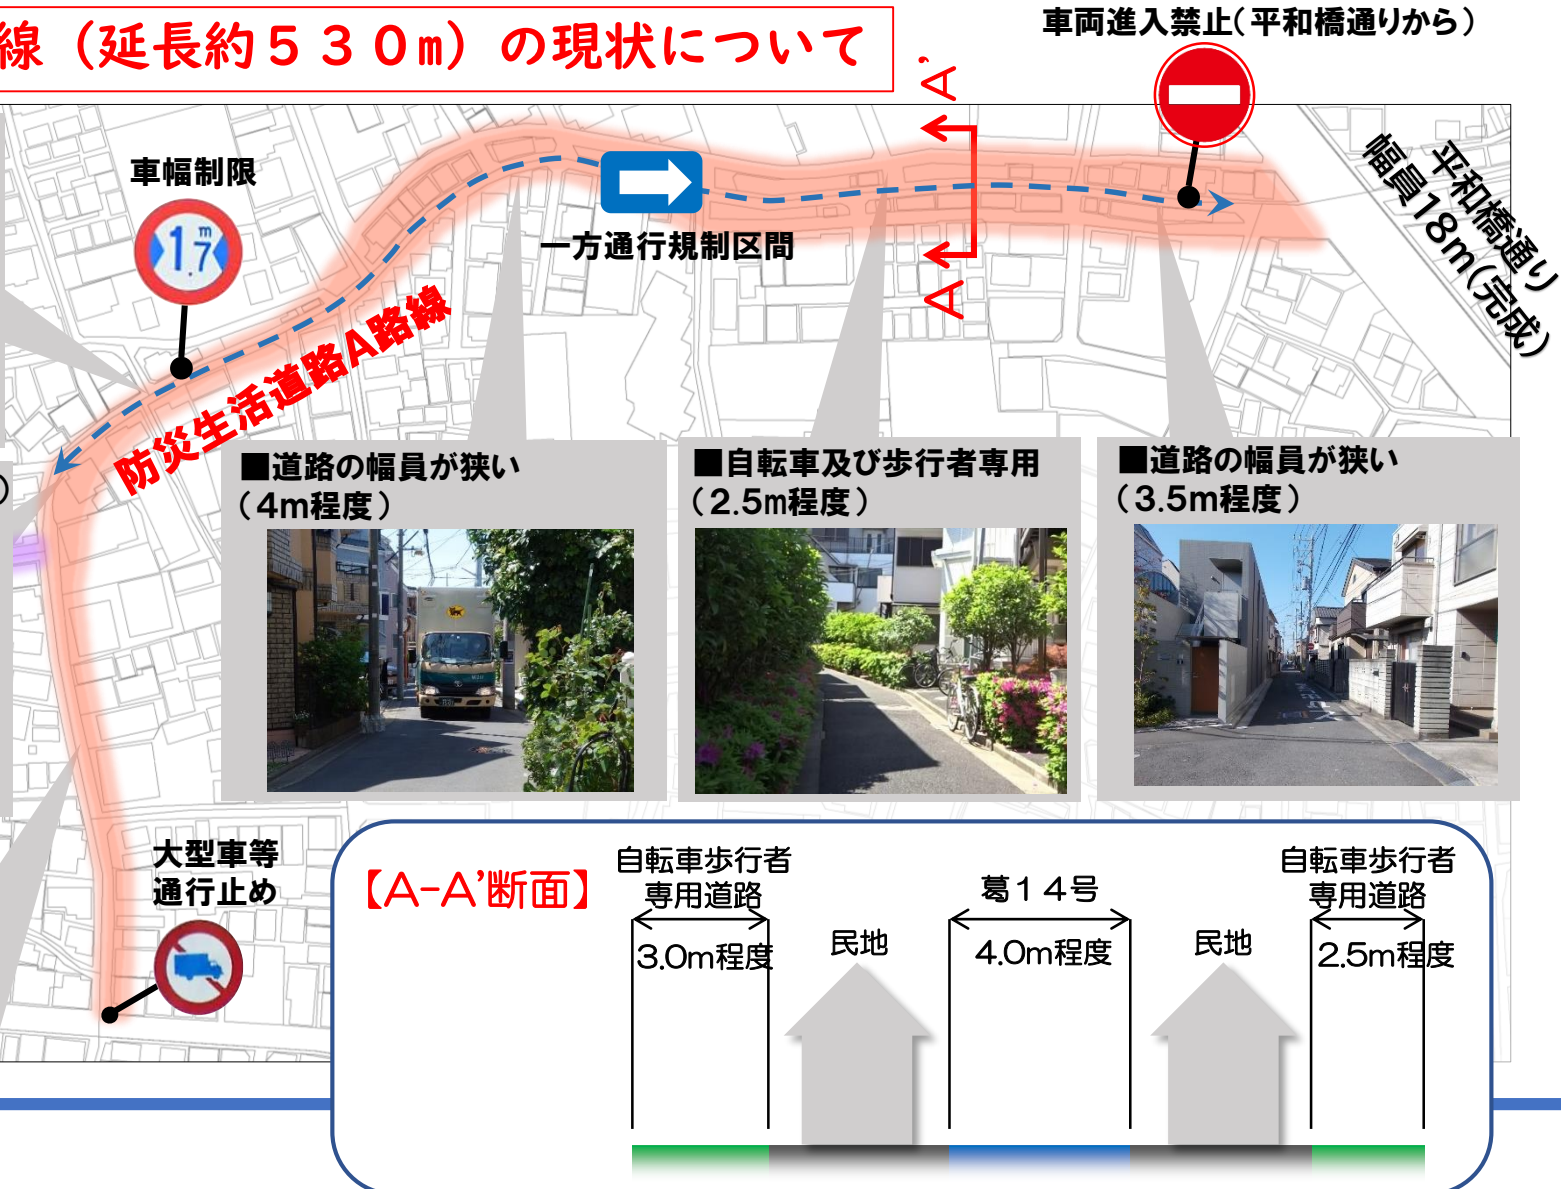 線（延長約５３０ｍ）の現状について
車両進入禁止(平和橋通りから)
A'
車幅制限
1.7m
一方通行規制区間
A
平和橋通り
幅員18m(完成)
防災生活道路A路線
)
■道路の幅員が狭い
(4m程度)
■自転車及び歩行者専用
(2.5m程度)
■道路の幅員が狭い
(3.5m程度)
大型車等
通行止め
【A-A'断面】
自転車歩行者
専用道路
3.0m程度
民地
葛１４号
4.0m程度
民地
自転車歩行者
専用道路
2.5m程度